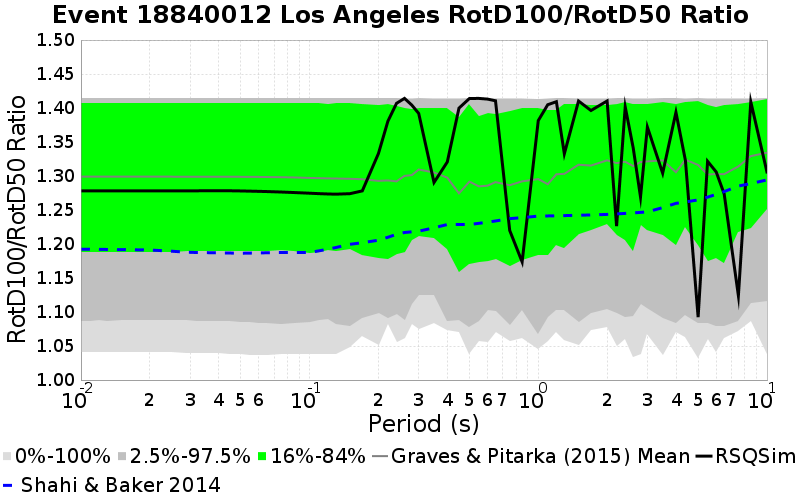 Event 18840012 Los Angeles RotD100/RotD50 Ratio
RotD100/RotD50 Ratio
1.50
1.45
1.40
1.35
1.30
1.25
1.20
1.15
1.10
1.05
1.00
10^-2 2 3 4 5 6 10^-1 2 3 4 5 6 7 10^0 2 3 4 5 6 7 10^1
Period (s)
0%-100% 2.5%-97.5% 16%-84% Graves & Pitarka (2015) Mean RSQSim
Shahi & Baker 2014